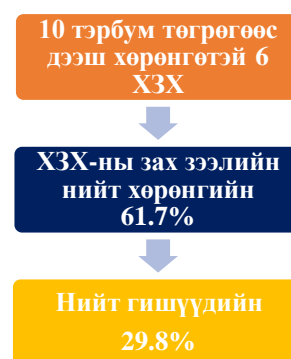 10 тэрбум төгрөгөөс
дээш хөрөнгөтэй 6
ХЗХ
ХЗХ-ны зах зээлийн
нийт хөрөнгийн
61.7%
Нийт гишүүдийн
29.8%